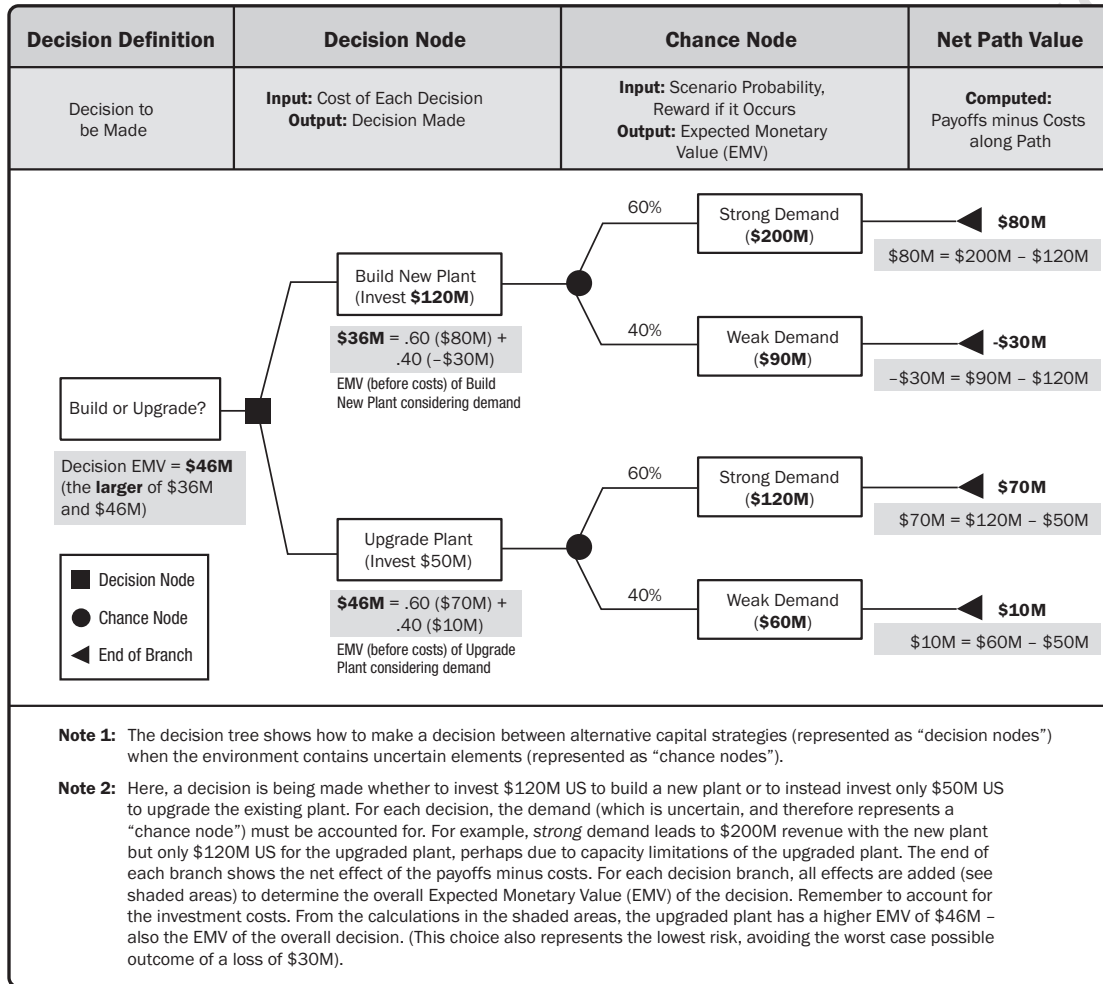 Decision Definition
Decision Node
Chance Node
Net Path Value
Decision to
be Made
Input: Cost of Each Decision
Output: Decision Made
Input: Scenario Probability,
Reward if it Occurs
Output: Expected Monetary
Value (EMV)
Computed:
Payoffs minus Costs
along Path
Build or Upgrade?
Decision EMV = $46M
(the larger of $36M
and $46M)
Build New Plant
(Invest $120M)
$36M = .60 ($80M) +
.40 (–$30M)
EMV (before costs) of Build
New Plant considering demand
60%
Strong Demand
($200M)
$80M
$80M = $200M – $120M
40%
Weak Demand
($90M)
-$30M
–$30M = $90M – $120M
Upgrade Plant
(Invest $50M)
$46M = .60 ($70M) +
.40 ($10M)
EMV (before costs) of Upgrade
Plant considering demand
60%
Strong Demand
($120M)
$70M
$70M = $120M – $50M
40%
Weak Demand
($60M)
$10M
$10M = $60M – $50M
Decision Node
Chance Node
End of Branch
Note 1: The decision tree shows how to make a decision between alternative capital strategies (represented as “decision nodes”)
when the environment contains uncertain elements (represented as “chance nodes”).
Note 2: Here, a decision is being made whether to invest $120M US to build a new plant or to instead invest only $50M US
to upgrade the existing plant. For each decision, the demand (which is uncertain, and therefore represents a
“chance node”) must be accounted for. For example, strong demand leads to $200M revenue with the new plant
but only $120M US for the upgraded plant, perhaps due to capacity limitations of the upgraded plant. The end of
each branch shows the net effect of the payoffs minus costs. For each decision branch, all effects are added (see
shaded areas) to determine the overall Expected Monetary Value (EMV) of the decision. Remember to account for
the investment costs. From the calculations in the shaded areas, the upgraded plant has a higher EMV of $46M –
also the EMV of the overall decision. (This choice also represents the lowest risk, avoiding the worst case possible
outcome of a loss of $30M).